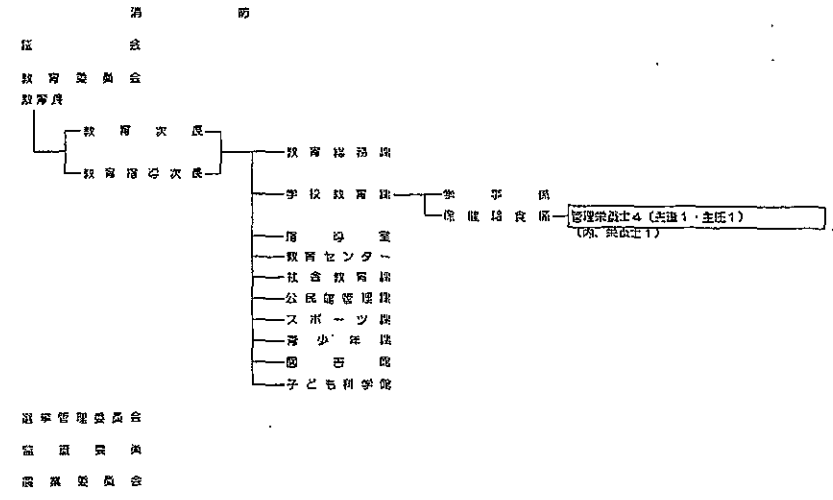 消防
議会
教育委員会
教育長
教育次長
教育指導次長
教育総務課
学校教育課
学事係
保健給食係
管理栄養士4（主査1・主任1）
（内、栄養士1）
指導室
教育センター
社会教育課
公民館管理課
スポーツ課
青少年課
図書館
子ども科学館
選挙管理委員会
監査委員
農業委員会